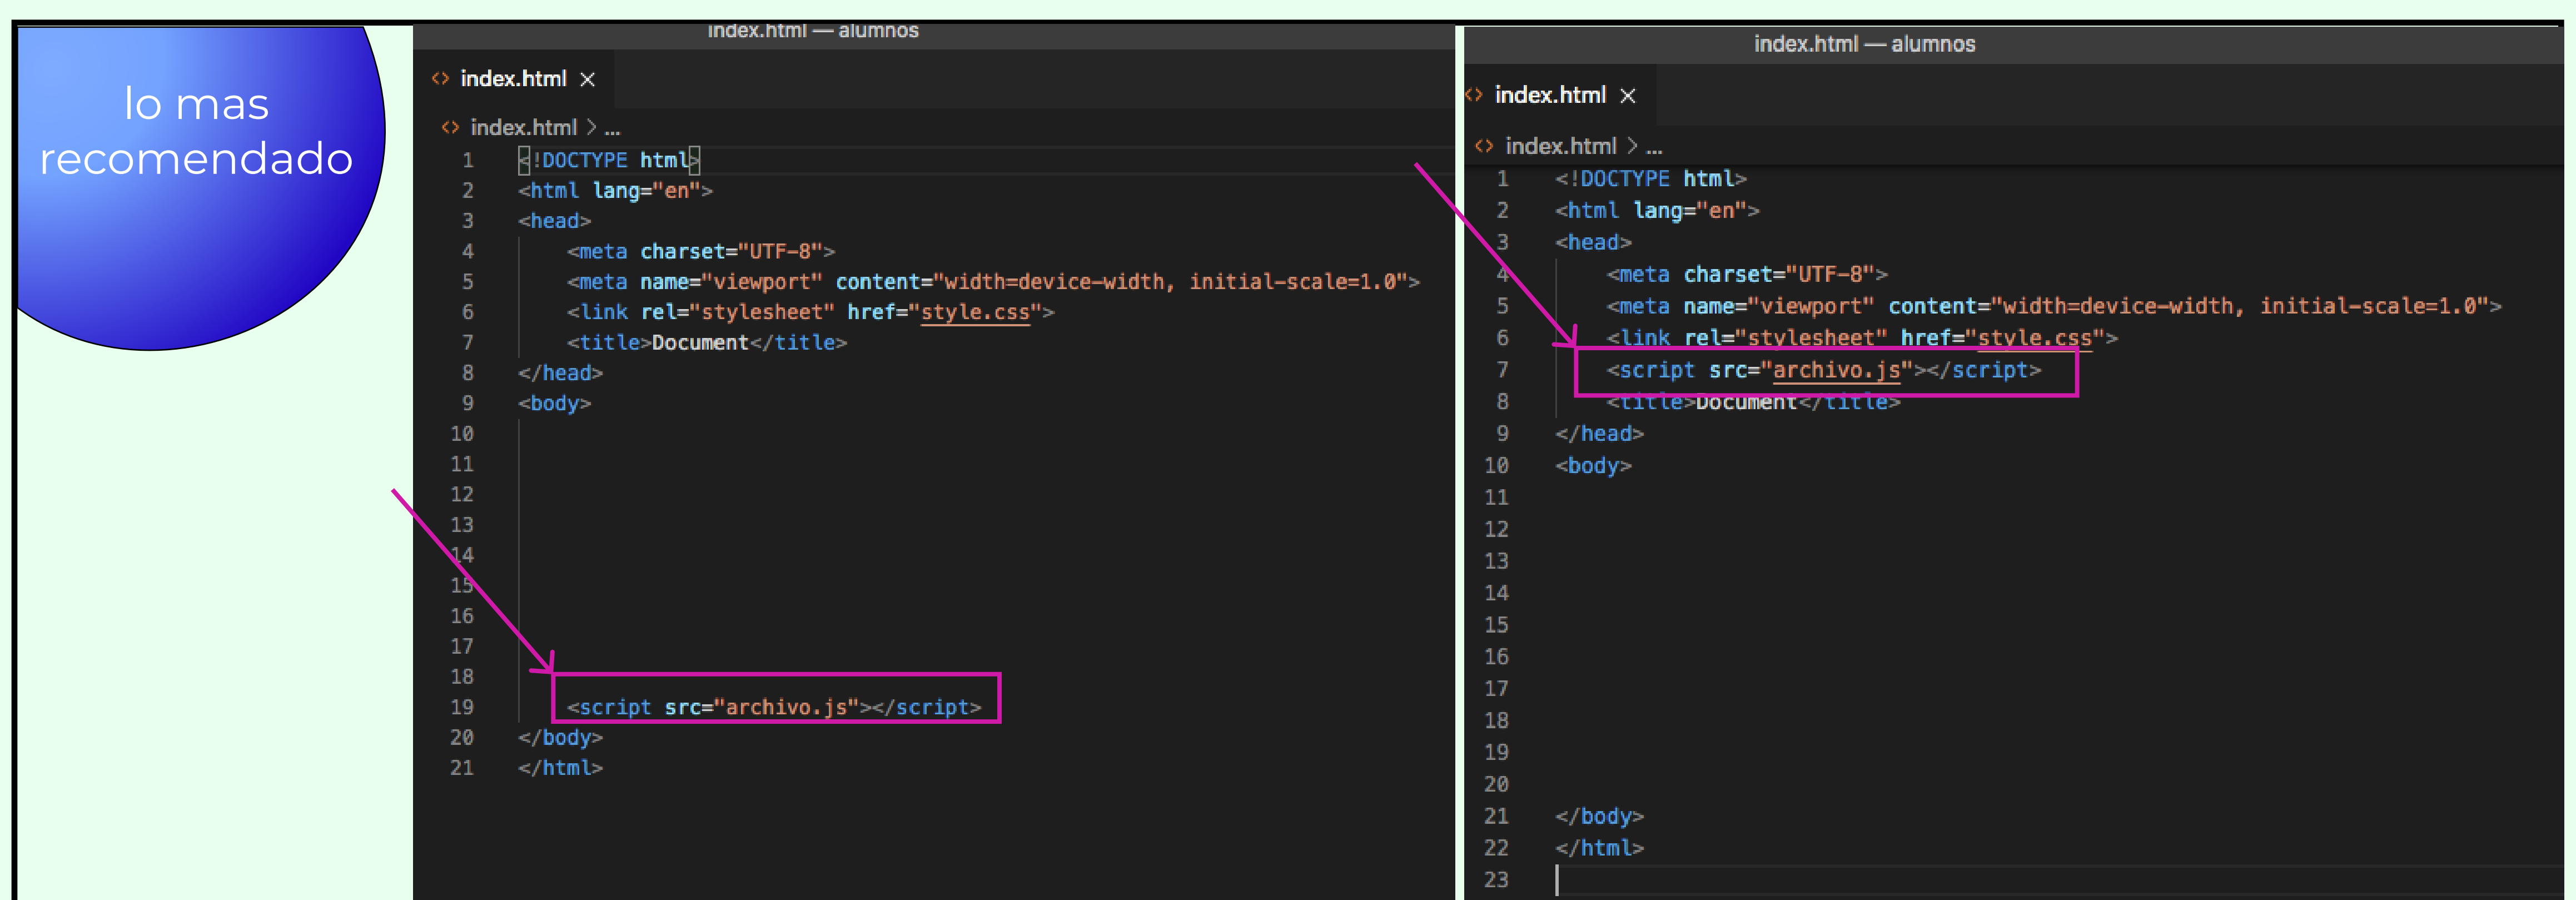 lo mas
recomendado
index.html — alumnos
<> index.html ×
<> index.html > ...
1 <!DOCTYPE html>
2 <html lang="en">
3 <head>
4 <meta charset="UTF-8">
5 <meta name="viewport" content="width=device-width, initial-scale=1.0">
6 <link rel="stylesheet" href="style.css">
7 <title>Document</title>
8 </head>
9 <body>
10
11
12
13
14
15
16
17
18
19 <script src="archivo.js"></script>
20 </body>
21 </html>
index.html — alumnos
<> index.html ×
<> index.html > ...
1 <!DOCTYPE html>
2 <html lang="en">
3 <head>
4 <meta charset="UTF-8">
5 <meta name="viewport" content="width=device-width, initial-scale=1.0">
6 <link rel="stylesheet" href="style.css">
7 <script src="archivo.js"></script>
8 <title>Document</title>
9 </head>
10 <body>
11
12
13
14
15
16
17
18
19
20
21 </body>
22 </html>
23